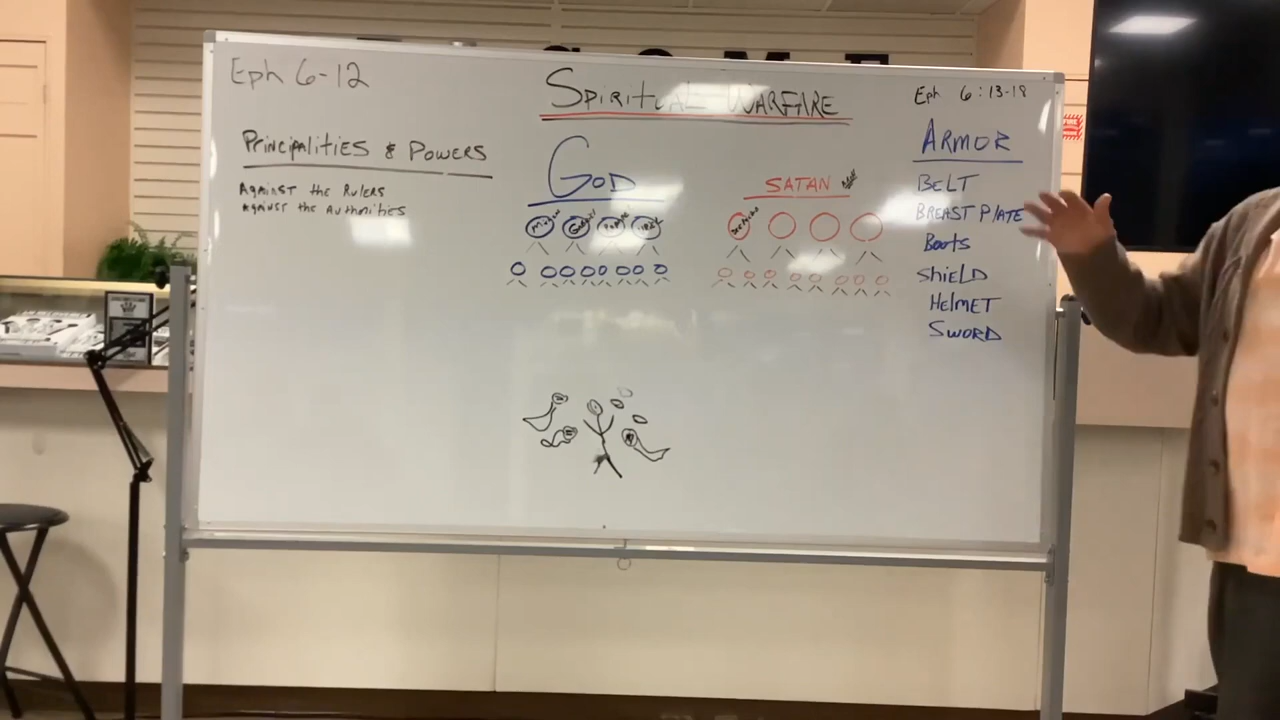 Eph 6-12
SPIRITUAL WARFARE
Eph 6:13-18
PRINCIPALITIES & POWERS
AGAINST the RULERS
AGAINST the AUTHORITIES
GOD
SATAN
ARMOR
BELT
BREAST PLATE
Boots
SHIELD
HELMET
SWORD